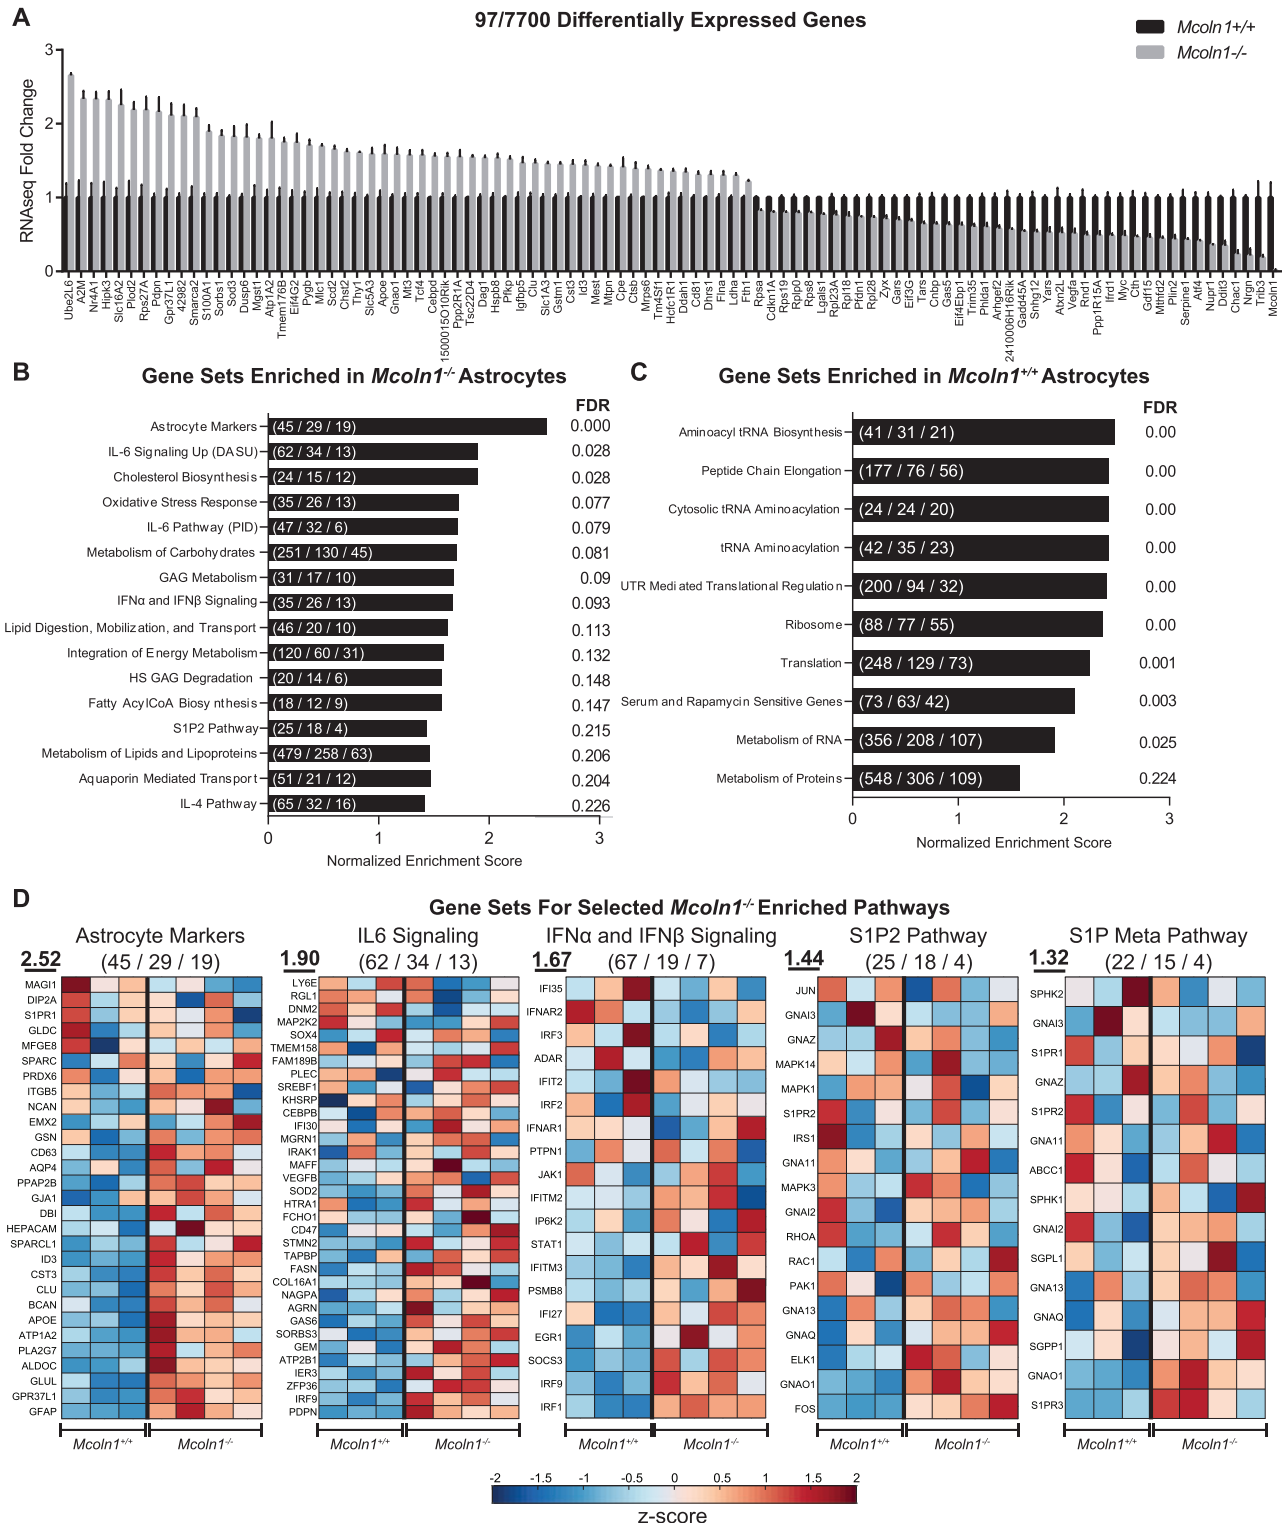 A
97/7700 Differentially Expressed Genes
Mcoln1+/+
Mcoln1-/-
RNAseq Fold Change
3
2
1
0
Ube2L6
A2M
Nr4A1
Hipk3
Slc16A2
Plod2
Rps27A
Pdpn
Gpr37L1
42982
Smarca2
S100A1
Sorbs1
Sod3
Dusp6
Mgst1
Atp1A2
Tmem176B
Eif4G2
Pygb
Mlc1
Scd2
Chst2
Thy1
Slc5A3
Apoe
Gnao1
Mt3
Tcf4
Cebpd
1500015O10Rik
Ppp2R1A
Tsc22D4
Dag1
Hspb8
Pfkp
Igfbp5
Clu
Slc1A3
Gstm1
Cst3
Id3
Mest
Mtpn
Cpe
Ctsb
Mrps6
Tm4Sf1
Hcfc1R1
Ddah1
Cd81
Dhrs1
Flna
Ldha
Fth1
Rpsa
Cdkn1A
Rps19
Rplp0
Rps8
Lgals1
Rpl23A
Rpl18
Pfdn1
Rpl28
Zyx
Gars
Eif3G
Tars
Cnbp
Gas5
Eif4Ebp1
Trim35
Phlda1
Arhgef2
2410006H16Rik
Gadd45A
Snhg12
Yars
Atxn2L
Vegfa
Rnd1
Ppp1R15A
Ifrd1
Myc
Cth
Gdf15
Mthfd2
Plin2
Serpine1
Atf4
Nupr1
Ddit3
Chac1
Nrgn
Trib3
Mcoln1
B
Gene Sets Enriched in Mcoln1-/- Astrocytes
FDR
Astrocyte Markers (45 / 29 / 19) 0.000
IL-6 Signaling Up (DASU) (62 / 34 / 13) 0.028
Cholesterol Biosynthesis (24 / 15 / 12) 0.028
Oxidative Stress Response (35 / 26 / 13) 0.077
IL-6 Pathway (PID) (47 / 32 / 6) 0.079
Metabolism of Carbohydrates (251 / 130 / 45) 0.081
GAG Metabolism (31 / 17 / 10) 0.09
IFNα and IFNβ Signaling (35 / 26 / 13) 0.093
Lipid Digestion, Mobilization, and Transport (46 / 20 / 10) 0.113
Integration of Energy Metabolism (120 / 60 / 31) 0.132
HS GAG Degradation (20 / 14 / 6) 0.148
Fatty AcylCoA Biosynthesis (18 / 12 / 9) 0.147
S1P2 Pathway (25 / 18 / 4) 0.215
Metabolism of Lipids and Lipoproteins (479 / 258 / 63) 0.206
Aquaporin Mediated Transport (51 / 21 / 12) 0.204
IL-4 Pathway (65 / 32 / 16) 0.226
0 1 2 3
Normalized Enrichment Score
C
Gene Sets Enriched in Mcoln1+/+ Astrocytes
FDR
Aminoacyl tRNA Biosynthesis (41 / 31 / 21) 0.00
Peptide Chain Elongation (177 / 76 / 56) 0.00
Cytosolic tRNA Aminoacylation (24 / 24 / 20) 0.00
tRNA Aminoacylation (42 / 35 / 23) 0.00
UTR Mediated Translational Regulation (200 / 94 / 32) 0.00
Ribosome (88 / 77 / 55) 0.00
Translation (248 / 129 / 73) 0.001
Serum and Rapamycin Sensitive Genes (73 / 63/ 42) 0.003
Metabolism of RNA (356 / 208 / 107) 0.025
Metabolism of Proteins (548 / 306 / 109) 0.224
0 1 2 3
Normalized Enrichment Score
D
Gene Sets For Selected Mcoln1-/- Enriched Pathways
Astrocyte Markers
2.52 (45 / 29 / 19)
MAGI1
DIP2A
S1PR1
GLDC
MFGE8
SPARC
PRDX6
ITGB5
NCAN
EMX2
GSN
CD63
AQP4
PPAP2B
GJA1
DBI
HEPACAM
SPARCL1
ID3
CST3
CLU
BCAN
APOE
ATP1A2
PLA2G7
ALDOC
GLUL
GPR37L1
GFAP
Mcoln1+/+ Mcoln1-/-
IL6 Signaling
1.90 (62 / 34 / 13)
LY6E
RGL1
DNM2
MAP2K2
SOX4
TMEM158
FAM189B
PLEC
SREBF1
KHSRP
CEBPB
IFI30
MGRN1
IRAK1
MAFF
VEGFB
SOD2
HTRA1
FCHO1
CD47
STMN2
TAPBP
FASN
COL16A1
NAGPA
AGRN
GAS6
SORBS3
GEM
ATP2B1
IER3
ZFP36
IRF9
PDPN
Mcoln1+/+ Mcoln1-/-
IFNα and IFNβ Signaling
1.67 (67 / 19 / 7)
IFI35
IFNAR2
IRF3
ADAR
IFIT2
IRF2
IFNAR1
PTPN1
JAK1
IFITM2
IP6K2
STAT1
IFITM3
PSMB8
IFI27
EGR1
SOCS3
IRF9
IRF1
Mcoln1+/+ Mcoln1-/-
S1P2 Pathway
1.44 (25 / 18 / 4)
JUN
GNAI3
GNAZ
MAPK14
MAPK1
S1PR2
IRS1
GNA11
MAPK3
GNAI2
RHOA
RAC1
PAK1
GNA13
GNAQ
ELK1
GNAO1
FOS
Mcoln1+/+ Mcoln1-/-
S1P Meta Pathway
1.32 (22 / 15 / 4)
SPHK2
GNAI3
S1PR1
GNAZ
S1PR2
GNA11
ABCC1
SPHK1
GNAI2
SGPL1
GNA13
GNAQ
SGPP1
GNAO1
S1PR3
Mcoln1+/+ Mcoln1-/-
-2 -1.5 -1 -0.5 0 0.5 1 1.5 2
z-score